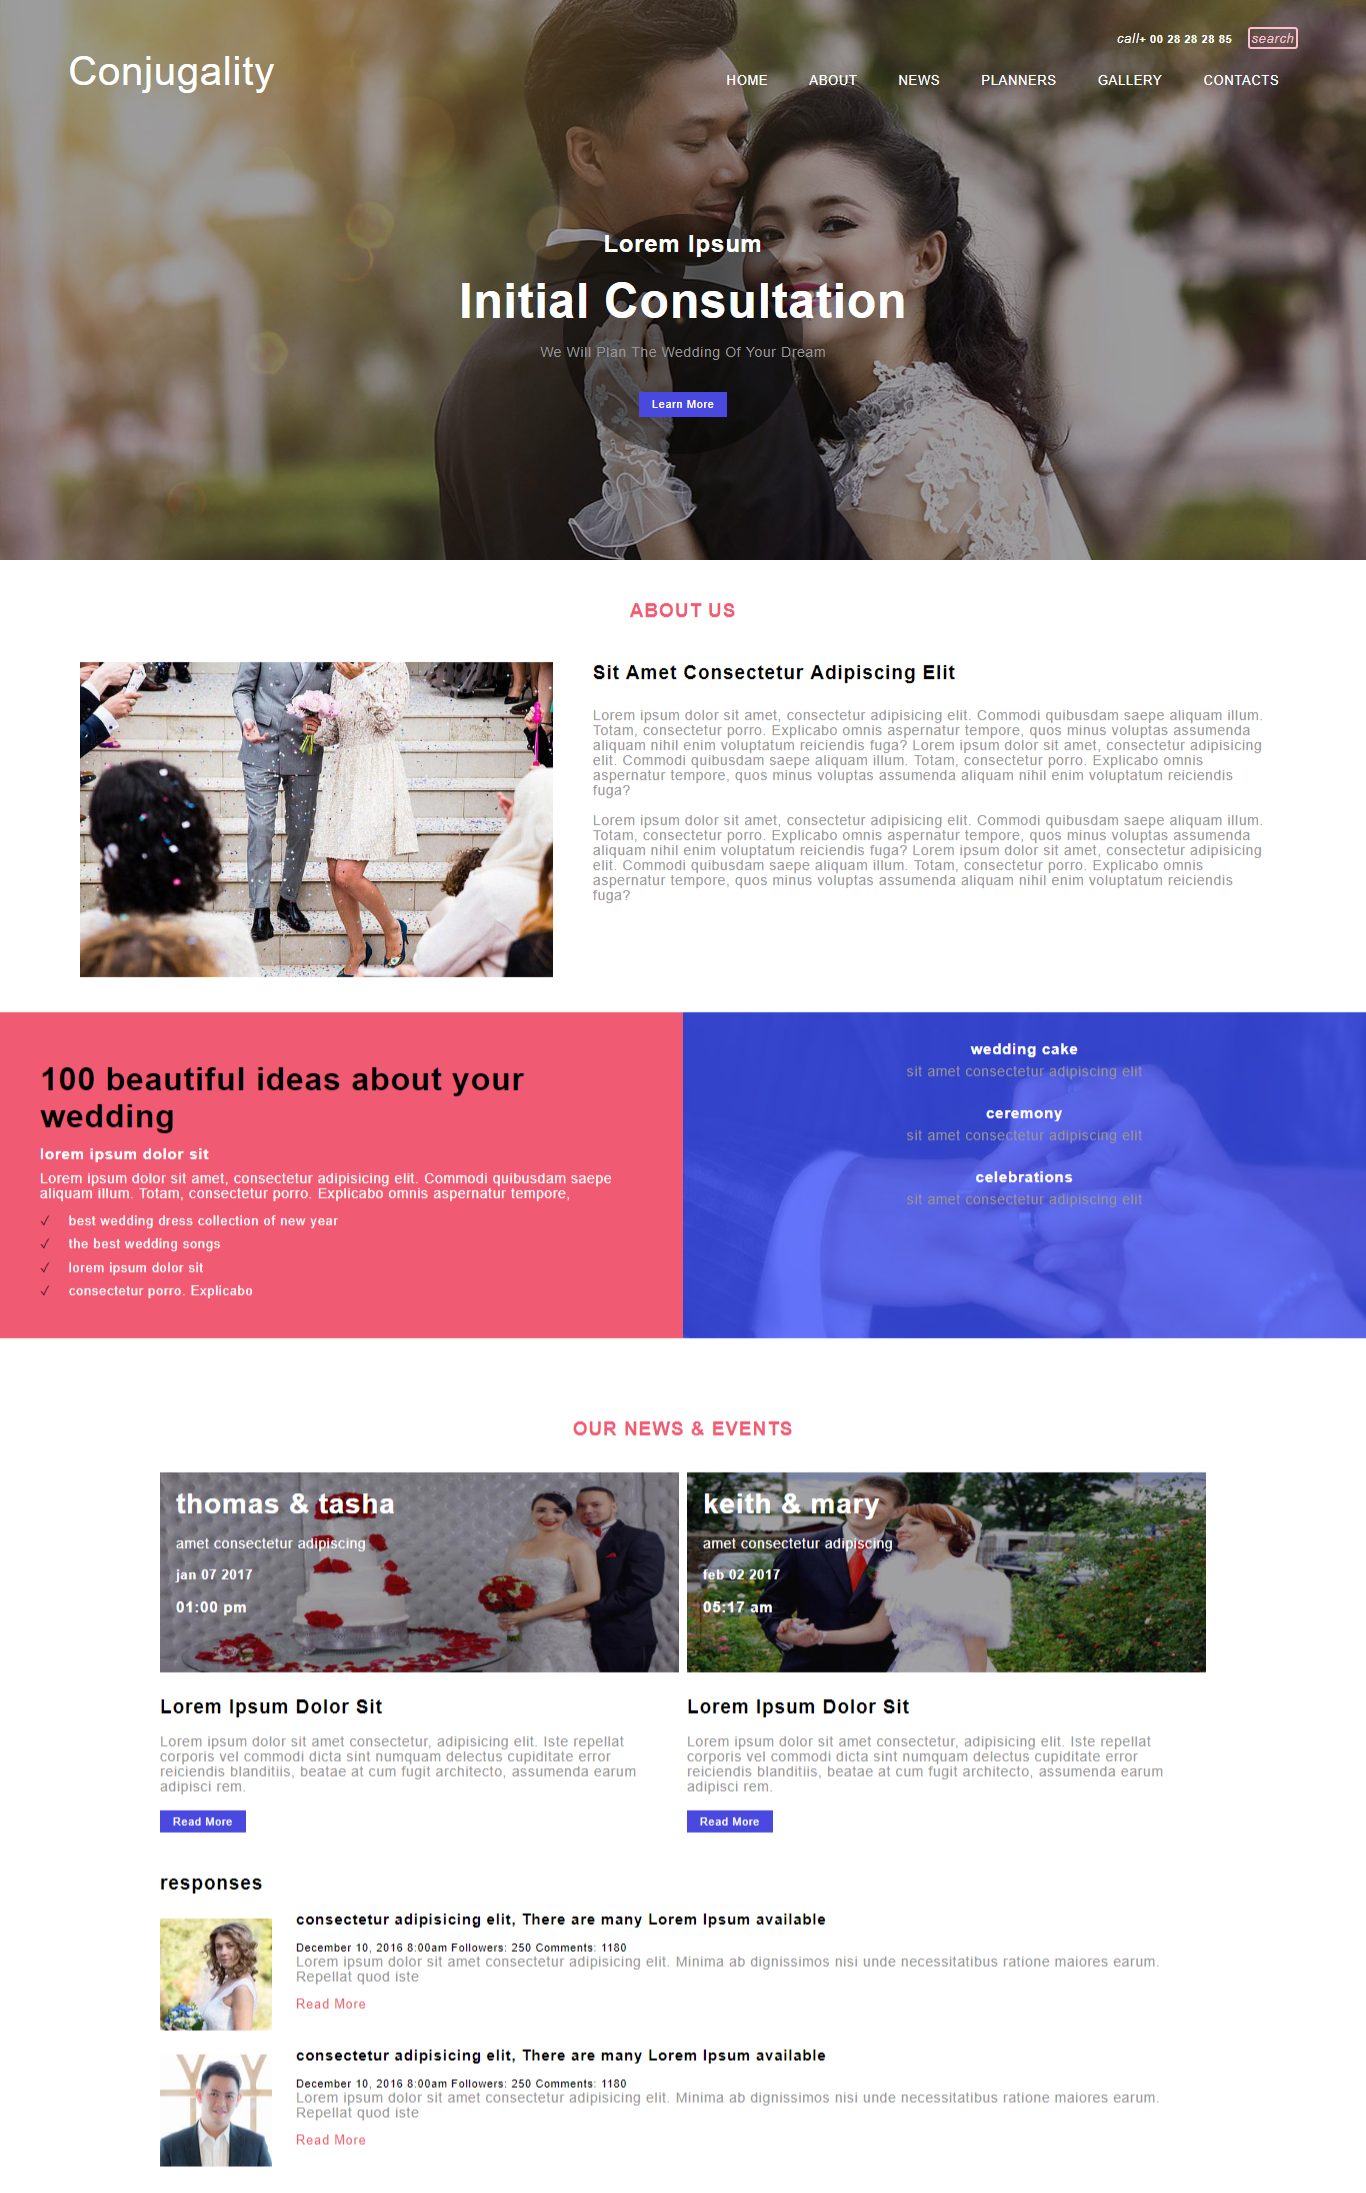 call+ 00 28 28 28 85 search
Conjugality
HOME ABOUT NEWS PLANNERS GALLERY CONTACTS
Lorem Ipsum
Initial Consultation
We Will Plan The Wedding Of Your Dream
Learn More
ABOUT US
Sit Amet Consectetur Adipiscing Elit
Lorem ipsum dolor sit amet, consectetur adipisicing elit. Commodi quibusdam saepe aliquam illum.
Totam, consectetur porro. Explicabo omnis aspernatur tempore, quos minus voluptas assumenda
aliquam nihil enim voluptatum reiciendis fuga? Lorem ipsum dolor sit amet, consectetur adipisicing
elit. Commodi quibusdam saepe aliquam illum. Totam, consectetur porro. Explicabo omnis
aspernatur tempore, quos minus voluptas assumenda aliquam nihil enim voluptatum reiciendis
fuga?
Lorem ipsum dolor sit amet, consectetur adipisicing elit. Commodi quibusdam saepe aliquam illum.
Totam, consectetur porro. Explicabo omnis aspernatur tempore, quos minus voluptas assumenda
aliquam nihil enim voluptatum reiciendis fuga? Lorem ipsum dolor sit amet, consectetur adipisicing
elit. Commodi quibusdam saepe aliquam illum. Totam, consectetur porro. Explicabo omnis
aspernatur tempore, quos minus voluptas assumenda aliquam nihil enim voluptatum reiciendis
fuga?
100 beautiful ideas about your
wedding
lorem ipsum dolor sit
Lorem ipsum dolor sit amet, consectetur adipisicing elit. Commodi quibusdam saepe
aliquam illum. Totam, consectetur porro. Explicabo omnis aspernatur tempore,
✓ best wedding dress collection of new year
✓ the best wedding songs
✓ lorem ipsum dolor sit
✓ consectetur porro. Explicabo
wedding cake
sit amet consectetur adipiscing elit
ceremony
sit amet consectetur adipiscing elit
celebrations
sit amet consectetur adipiscing elit
OUR NEWS & EVENTS
thomas & tasha
amet consectetur adipiscing
jan 07 2017
01:00 pm
keith & mary
amet consectetur adipiscing
feb 02 2017
05:17 am
Lorem Ipsum Dolor Sit
Lorem ipsum dolor sit amet consectetur, adipisicing elit. Iste repellat
corporis vel commodi dicta sint numquam delectus cupiditate error
reiciendis blanditiis, beatae at cum fugit architecto, assumenda earum
adipisci rem.
Read More
Lorem Ipsum Dolor Sit
Lorem ipsum dolor sit amet consectetur, adipisicing elit. Iste repellat
corporis vel commodi dicta sint numquam delectus cupiditate error
reiciendis blanditiis, beatae at cum fugit architecto, assumenda earum
adipisci rem.
Read More
responses
consectetur adipisicing elit, There are many Lorem Ipsum available
December 10, 2016 8:00am Followers: 250 Comments: 1180
Lorem ipsum dolor sit amet consectetur adipisicing elit. Minima ab dignissimos nisi unde necessitatibus ratione maiores earum.
Repellat quod iste
Read More
consectetur adipisicing elit, There are many Lorem Ipsum available
December 10, 2016 8:00am Followers: 250 Comments: 1180
Lorem ipsum dolor sit amet consectetur adipisicing elit. Minima ab dignissimos nisi unde necessitatibus ratione maiores earum.
Repellat quod iste
Read More